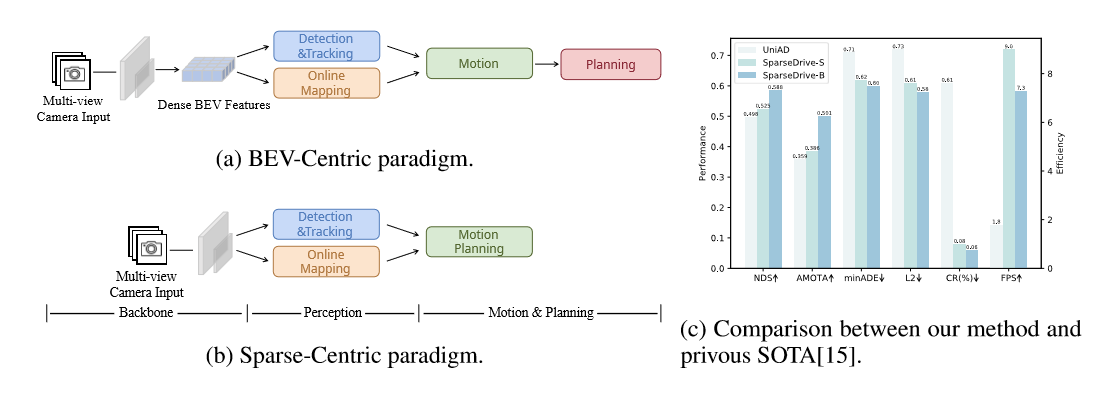 Multi-view
Camera Input
Dense BEV Features
Detection
&Tracking
Online
Mapping
Motion
Planning
(a) BEV-Centric paradigm.
Multi-view
Camera Input
Detection
&Tracking
Online
Mapping
Motion
Planning
Backbone
Perception
Motion & Planning
(b) Sparse-Centric paradigm.
UniAD
SparseDrive-S
SparseDrive-B
Performance
0.7
0.6
0.5
0.4
0.3
0.2
0.1
0.0
0.498
0.525
0.588
0.359
0.386
0.501
0.71
0.62
0.60
0.73
0.61
0.58
0.61
0.08
0.06
1.8
9.0
7.3
8
6
4
2
0
Efficiency
NDS↑
AMOTA↑
minADE↓
L2↓
CR(%)↓
FPS↑
(c) Comparison between our method and
privous SOTA[15].